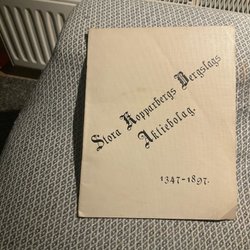 Stora Kopparbergs Bergslags
Aktiebolag.
1347-1897.